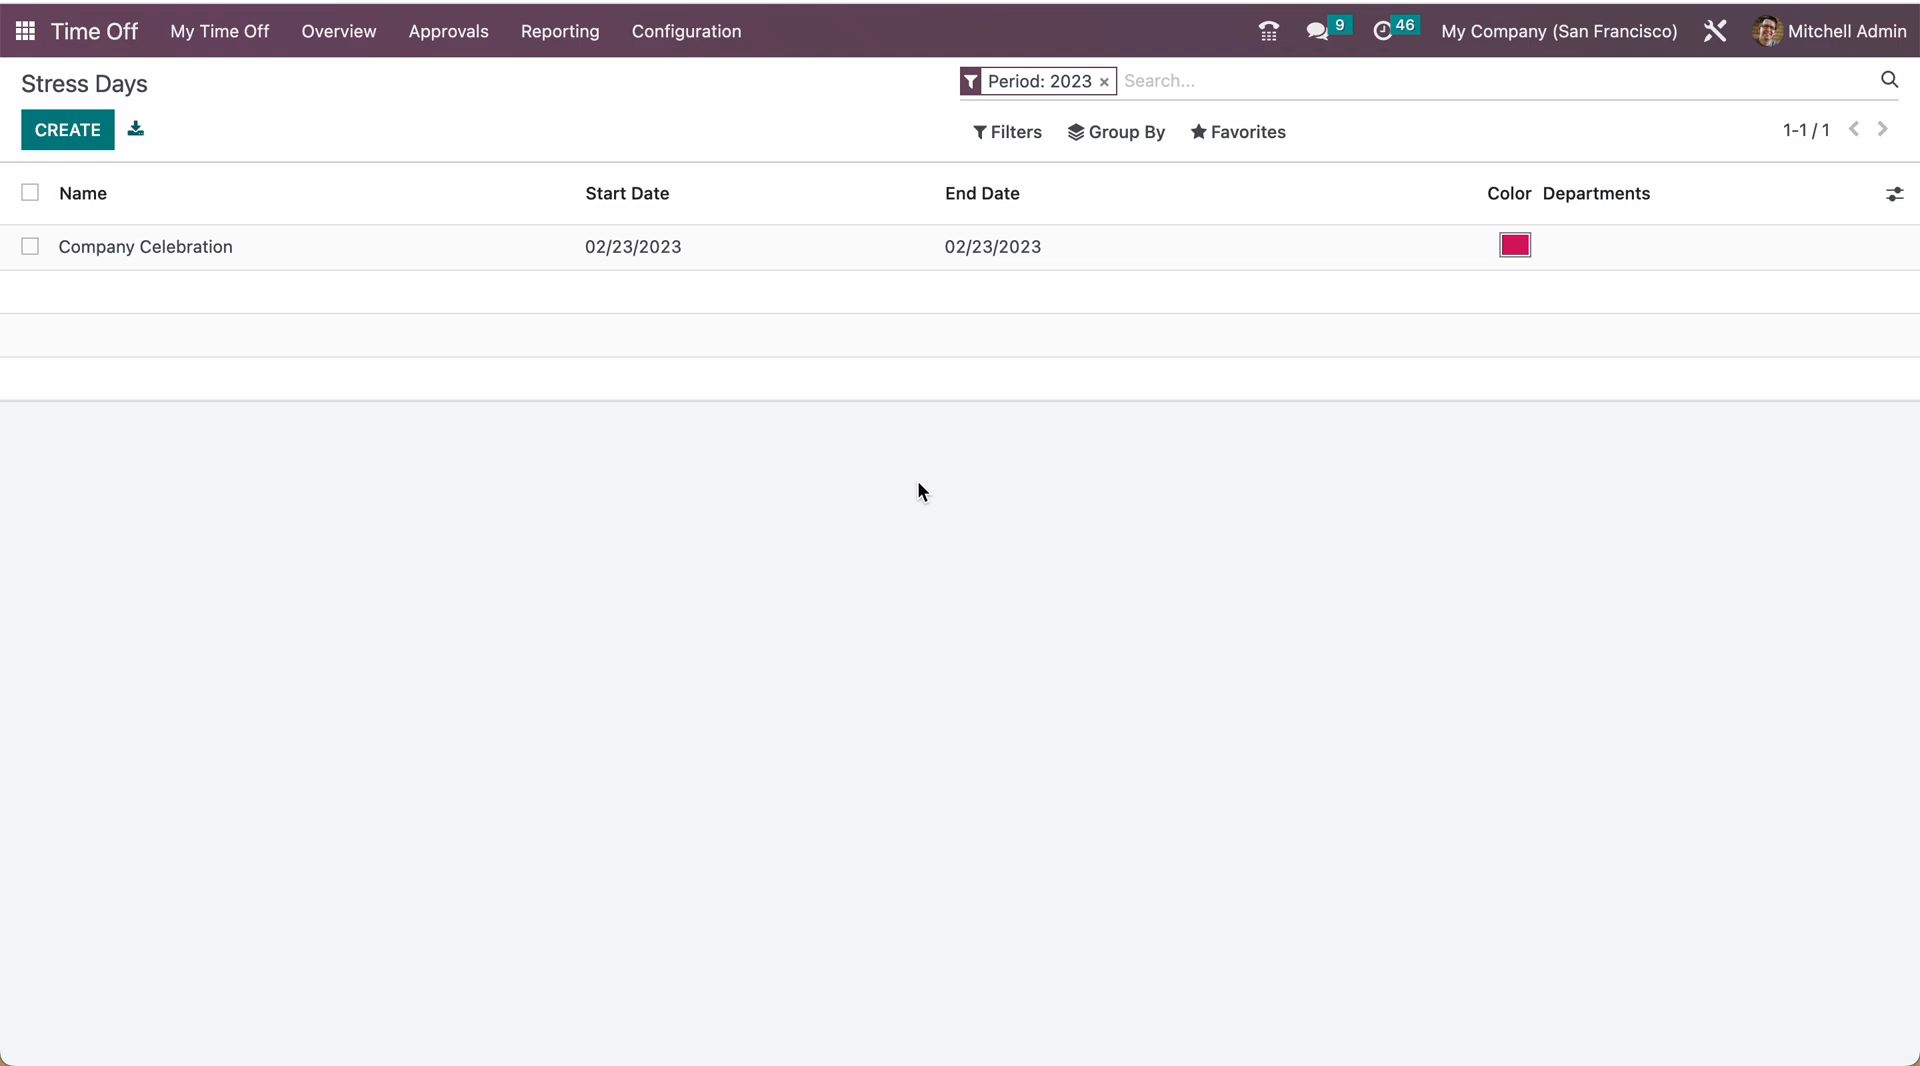 Time Off My Time Off Overview Approvals Reporting Configuration 9 46 My Company (San Francisco) Mitchell Admin
Stress Days Period: 2023 × Search...
CREATE Filters Group By Favorites 1-1 / 1
Name Start Date End Date Color Departments
Company Celebration 02/23/2023 02/23/2023